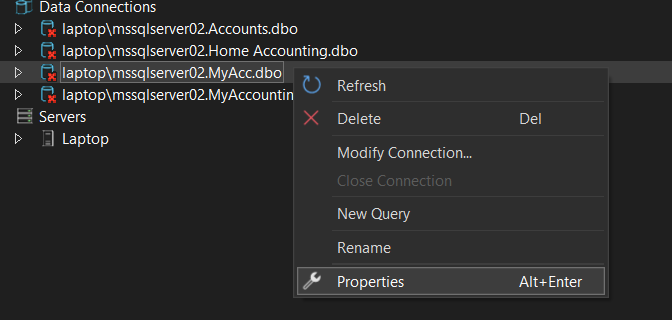 Data Connections
laptop\mssqlserver02.Accounts.dbo
laptop\mssqlserver02.Home Accounting.dbo
laptop\mssqlserver02.MyAcc.dbo
laptop\mssqlserver02.MyAccountin
Servers
Laptop
Refresh
Delete Del
Modify Connection...
Close Connection
New Query
Rename
Properties Alt+Enter